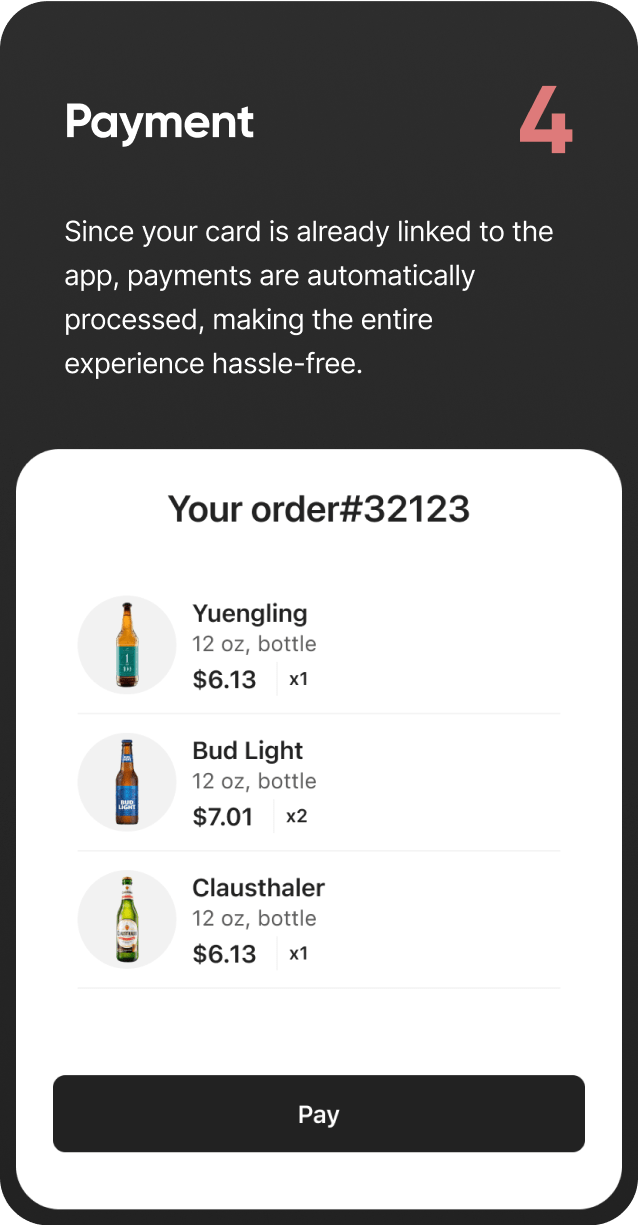 Payment
4
Since your card is already linked to the
app, payments are automatically
processed, making the entire
experience hassle-free.
Your order#32123
Yuengling
12 oz, bottle
$6.13 x1
Bud Light
12 oz, bottle
$7.01 x2
BUD
LIGHT
Clausthaler
12 oz, bottle
$6.13 x1
Pay